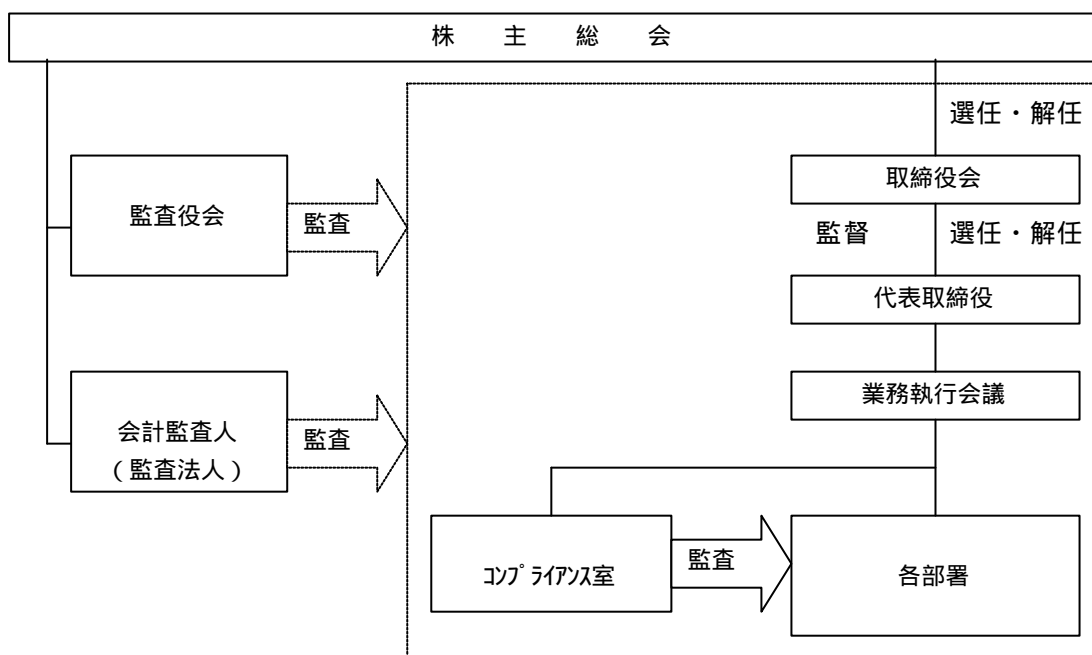 株 主 総 会
選任・解任
取締役会
監査役会
監査
監督
選任・解任
代表取締役
業務執行会議
会計監査人
(監査法人)
監査
コンプライアンス室
監査
各部署